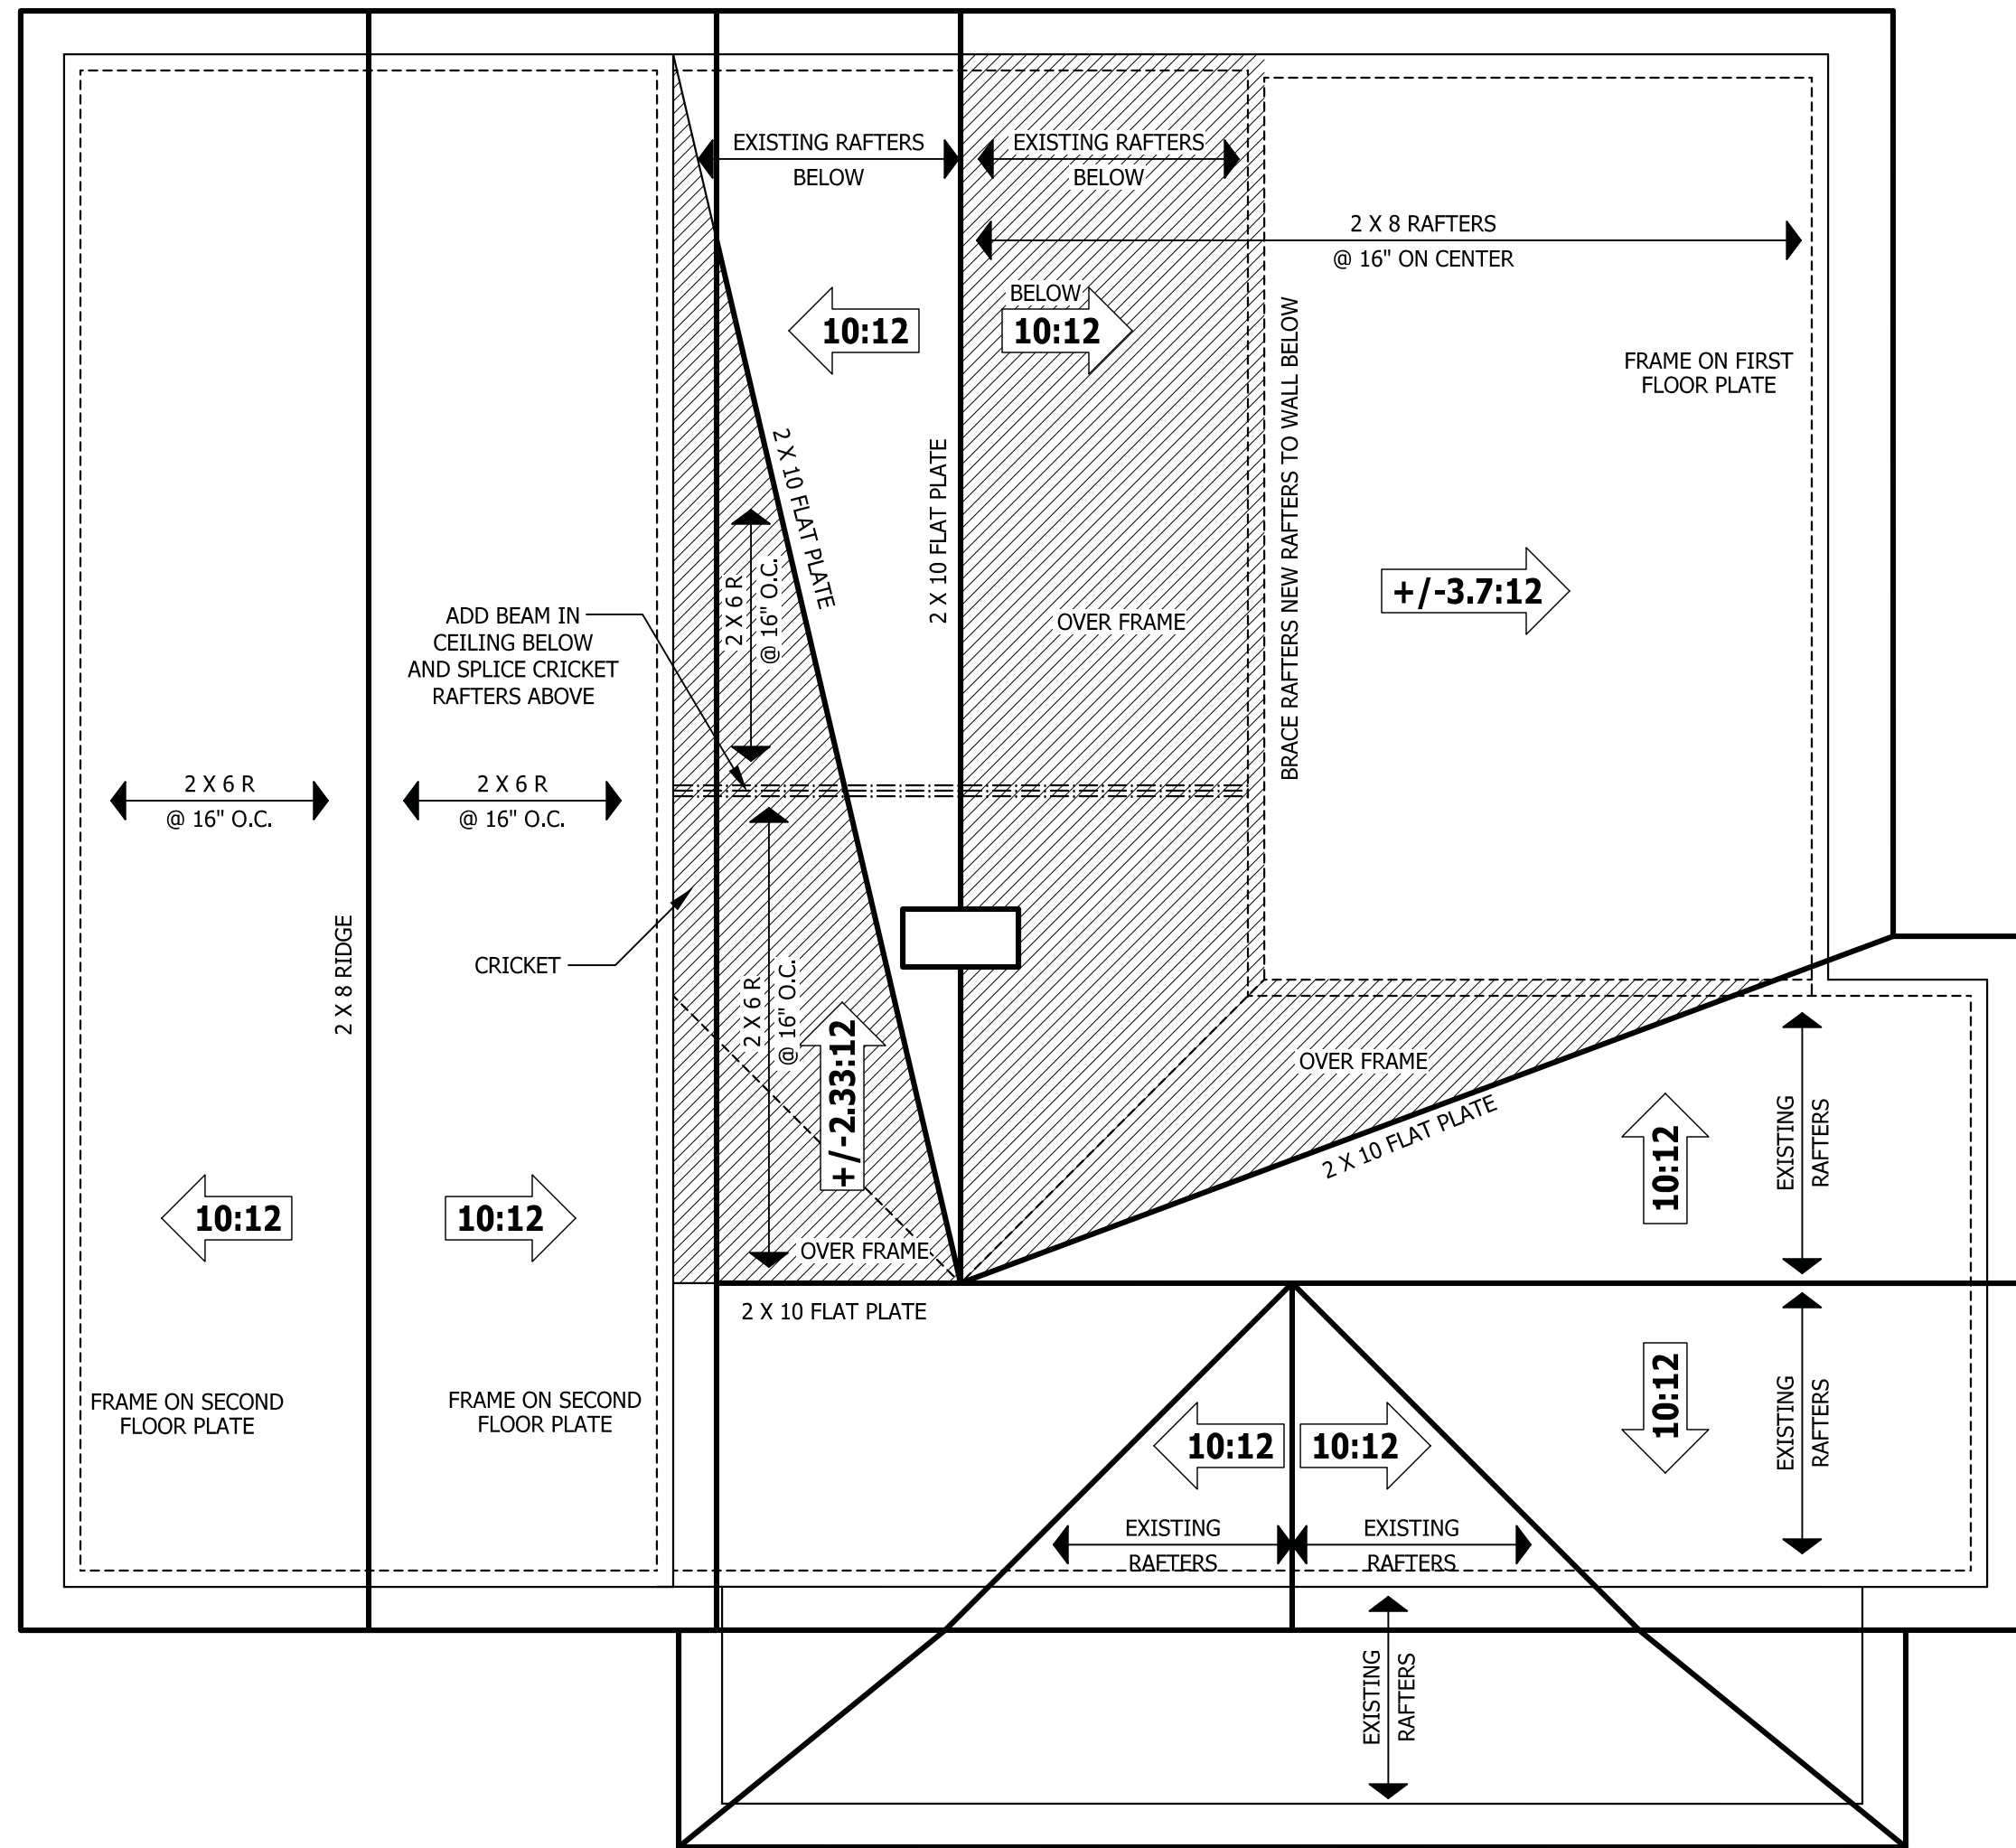 EXISTING RAFTERS
BELOW
EXISTING RAFTERS
BELOW
2 X 8 RAFTERS
@ 16" ON CENTER
BELOW
10:12
10:12
FRAME ON FIRST
FLOOR PLATE
BRACE RAFTERS NEW RAFTERS TO WALL BELOW
2 X 10 FLAT PLATE
2 X 10 FLAT PLATE
2 X 6 R
@ 16" O.C.
+/-3.7:12
OVER FRAME
ADD BEAM IN
CEILING BELOW
AND SPLICE CRICKET
RAFTERS ABOVE
2 X 6 R
@ 16" O.C.
2 X 6 R
@ 16" O.C.
2 X 8 RIDGE
CRICKET
2 X 6 R
@ 16" O.C.
+/-2.33:12
OVER FRAME
2 X 10 FLAT PLATE
10:12
EXISTING
RAFTERS
10:12
10:12
OVER FRAME
2 X 10 FLAT PLATE
FRAME ON SECOND
FLOOR PLATE
FRAME ON SECOND
FLOOR PLATE
10:12
10:12
10:12
EXISTING
RAFTERS
EXISTING
RAFTERS
EXISTING
RAFTERS
EXISTING
RAFTERS